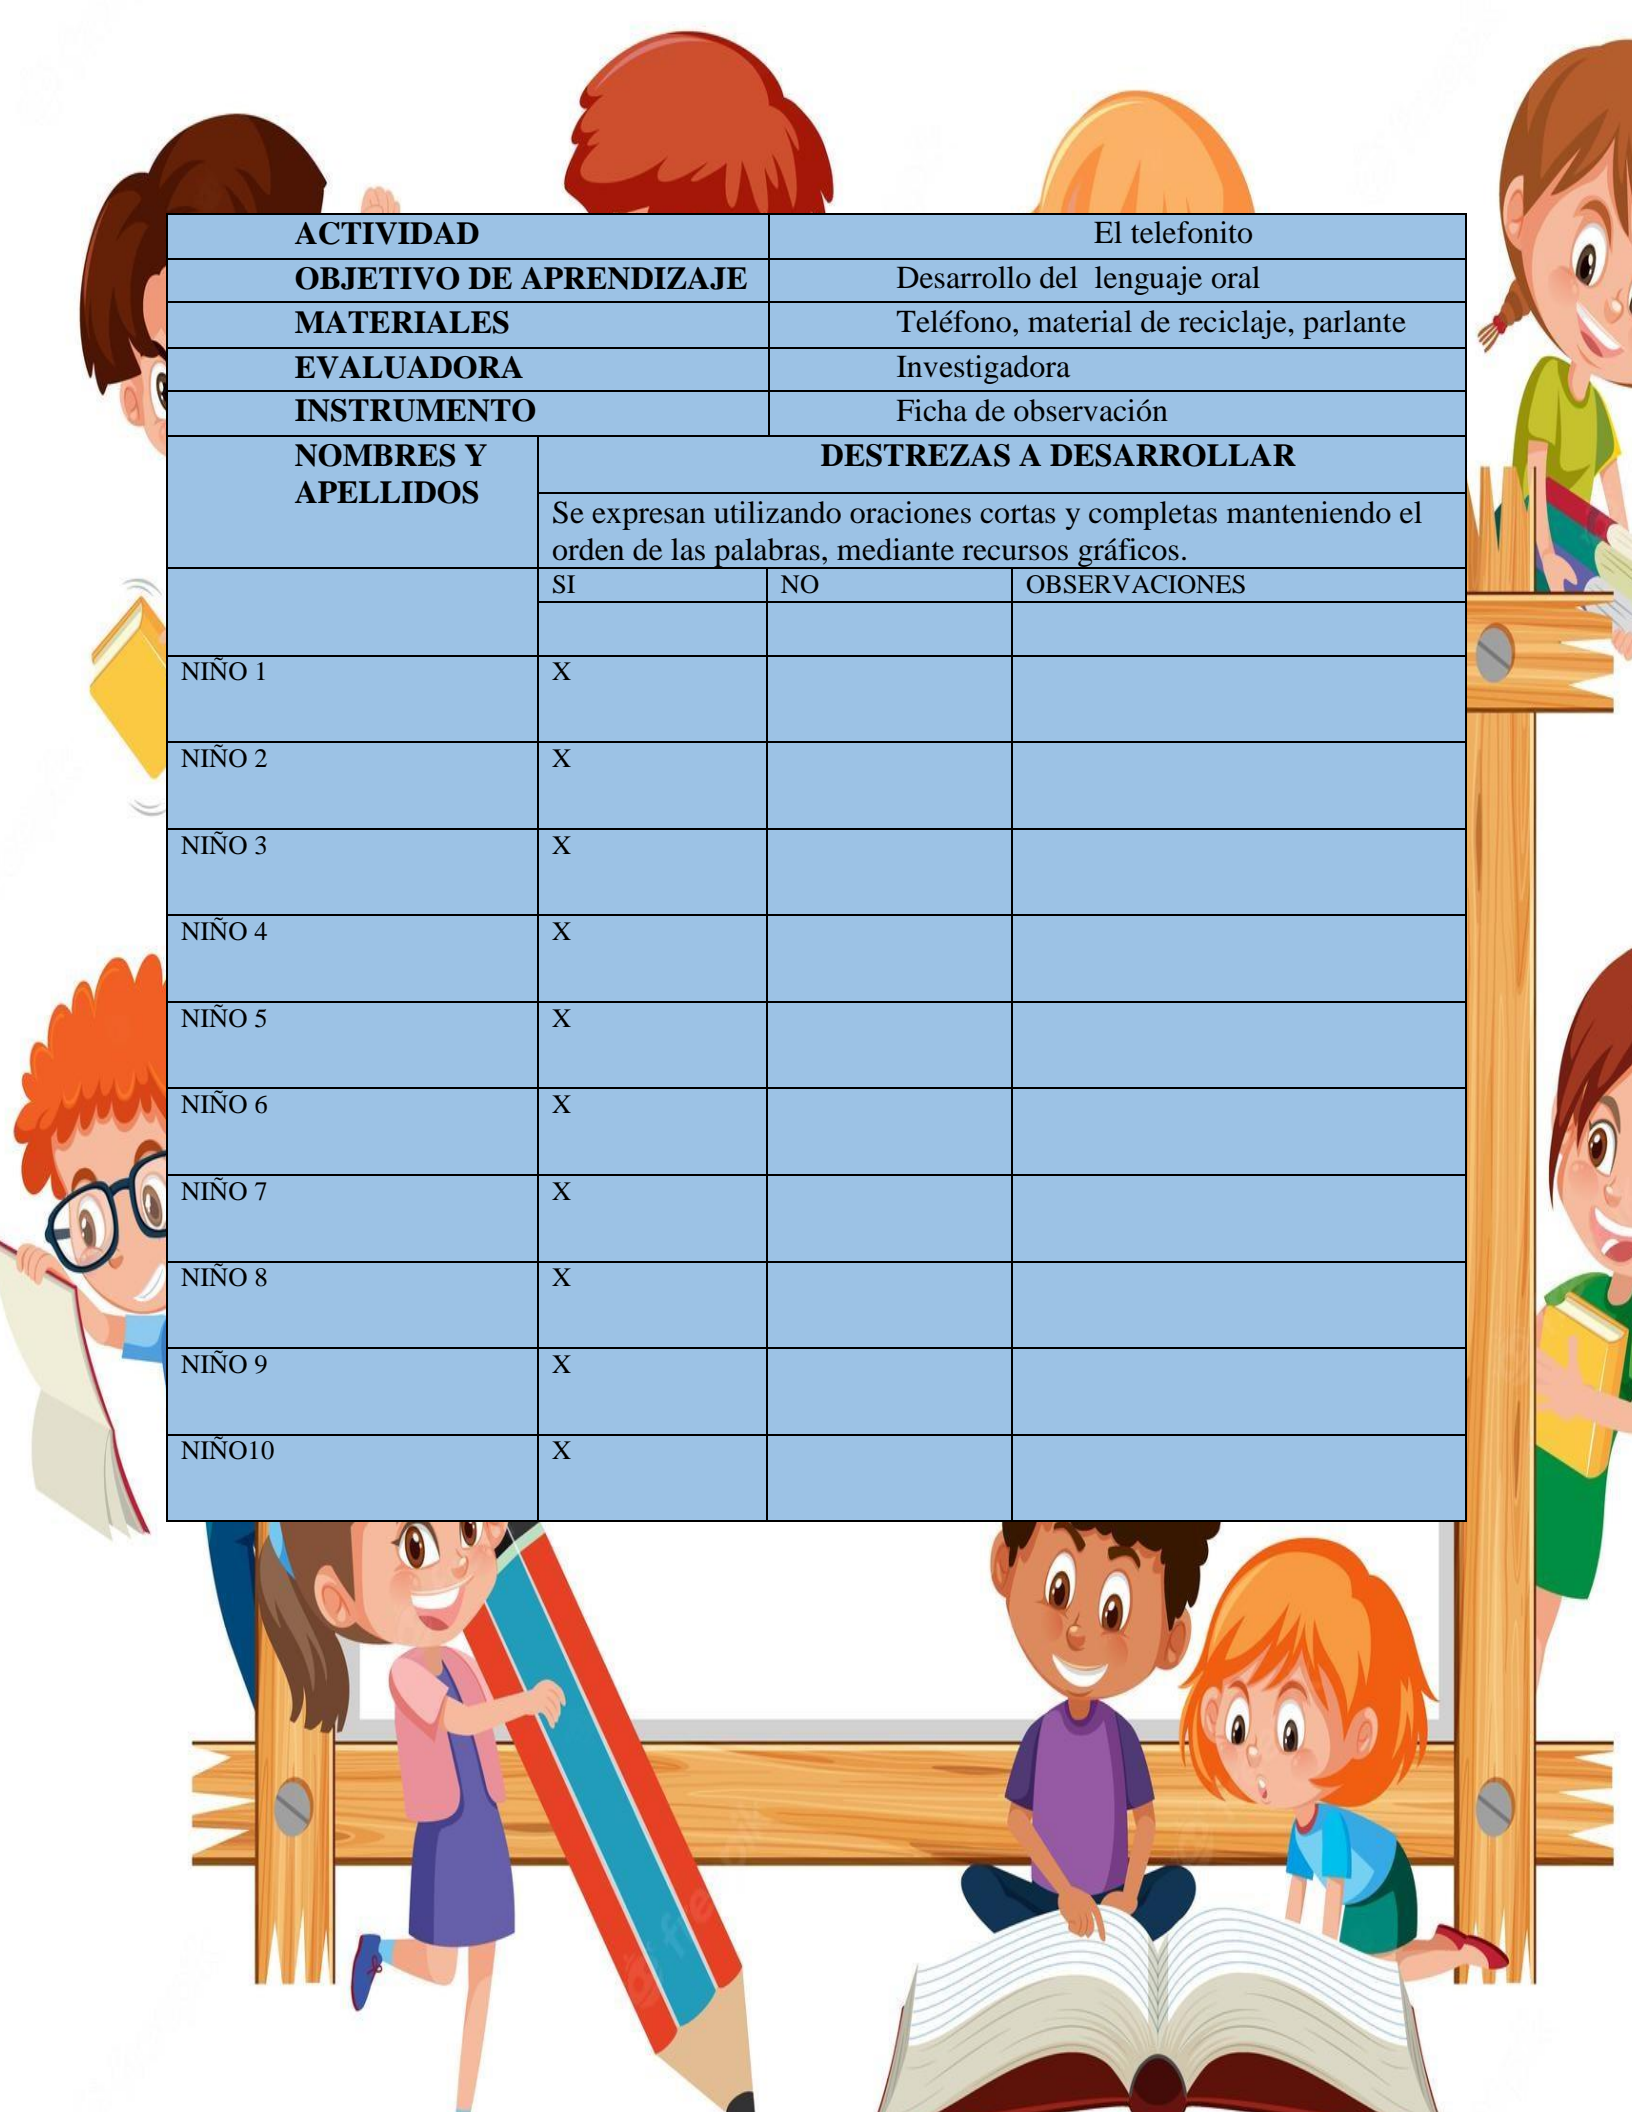 ACTIVIDAD El telefonito
OBJETIVO DE APRENDIZAJE Desarrollo del lenguaje oral
MATERIALES Teléfono, material de reciclaje, parlante
EVALUADORA Investigadora
INSTRUMENTO Ficha de observación
NOMBRES Y
APELLIDOS
DESTREZAS A DESARROLLAR
Se expresan utilizando oraciones cortas y completas manteniendo el
orden de las palabras, mediante recursos gráficos.
SI NO OBSERVACIONES
NIÑO 1 X
NIÑO 2 X
NIÑO 3 X
NIÑO 4 X
NIÑO 5 X
NIÑO 6 X
NIÑO 7 X
NIÑO 8 X
NIÑO 9 X
NIÑO10 X